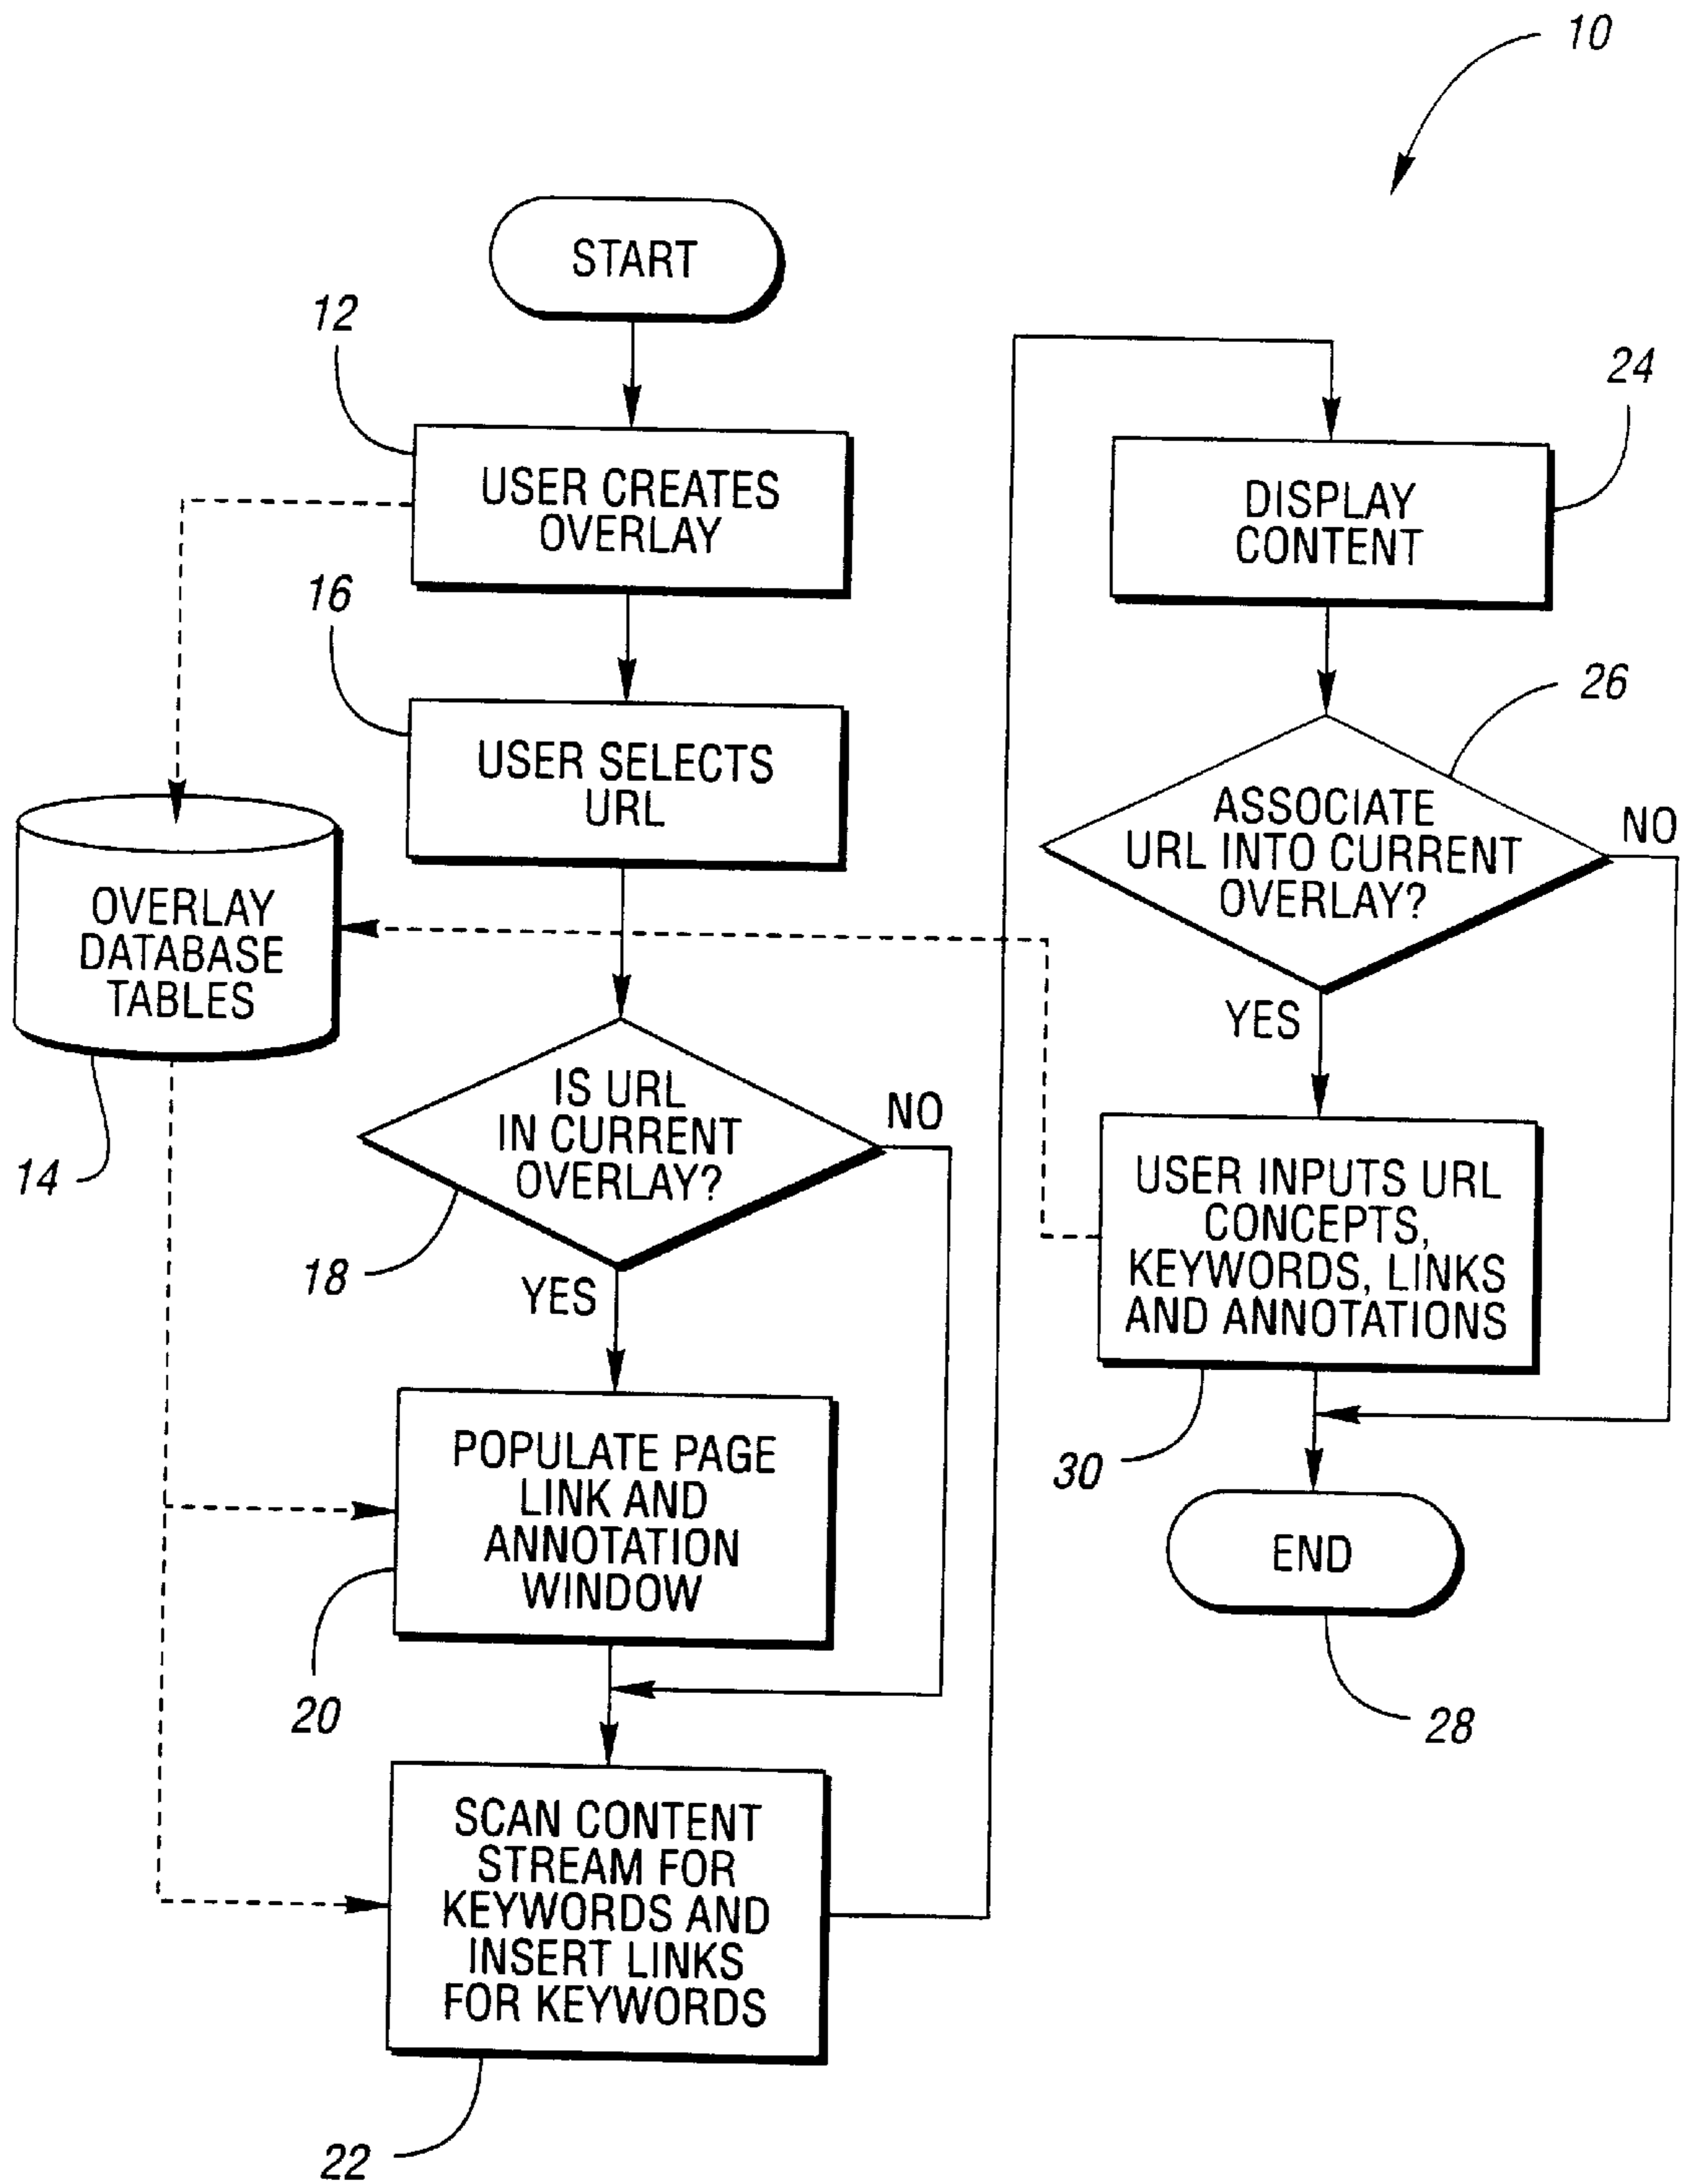 10
START
12
USER CREATES
OVERLAY
16
USER SELECTS
URL
OVERLAY
DATABASE
TABLES
14
IS URL
IN CURRENT
OVERLAY?
NO
18
YES
POPULATE PAGE
LINK AND
ANNOTATION
WINDOW
20
SCAN CONTENT
STREAM FOR
KEYWORDS AND
INSERT LINKS
FOR KEYWORDS
22
24
DISPLAY
CONTENT
26
ASSOCIATE
URL INTO CURRENT
OVERLAY?
NO
YES
USER INPUTS URL
CONCEPTS,
KEYWORDS, LINKS
AND ANNOTATIONS
30
END
28